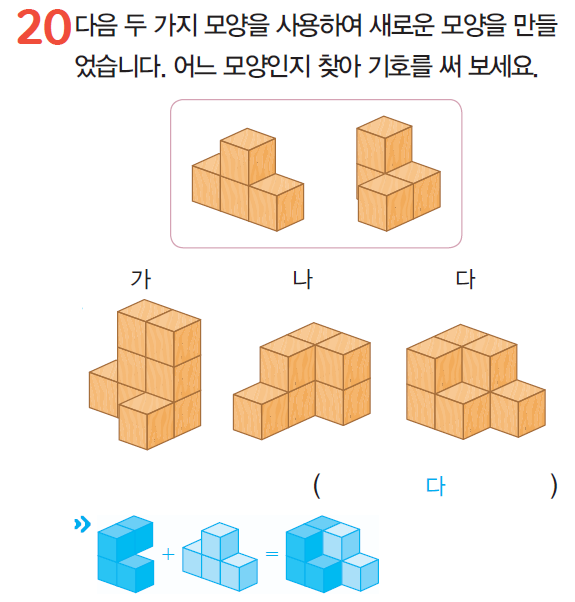 20 다음 두 가지 모양을 사용하여 새로운 모양을 만들
었습니다. 어느 모양인지 찾아 기호를 써 보세요.
가 나 다
( 다 )
» + =